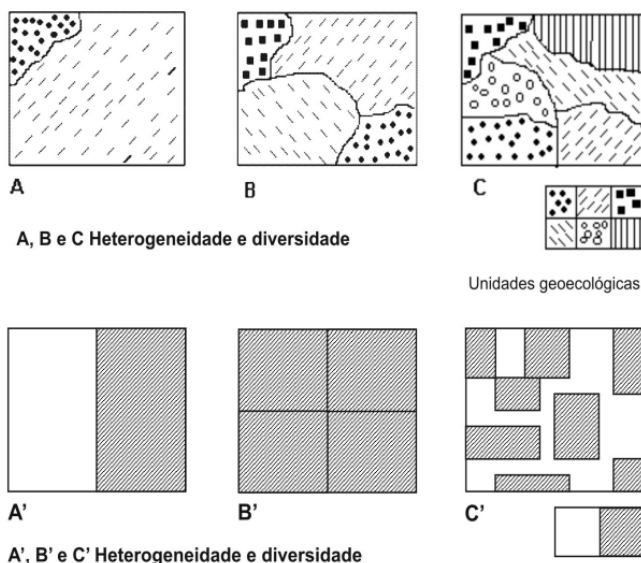 A
B
C
A, B e C Heterogeneidade e diversidade
Unidades geoecológicas
A'
B'
C'
A', B' e C' Heterogeneidade e diversidade